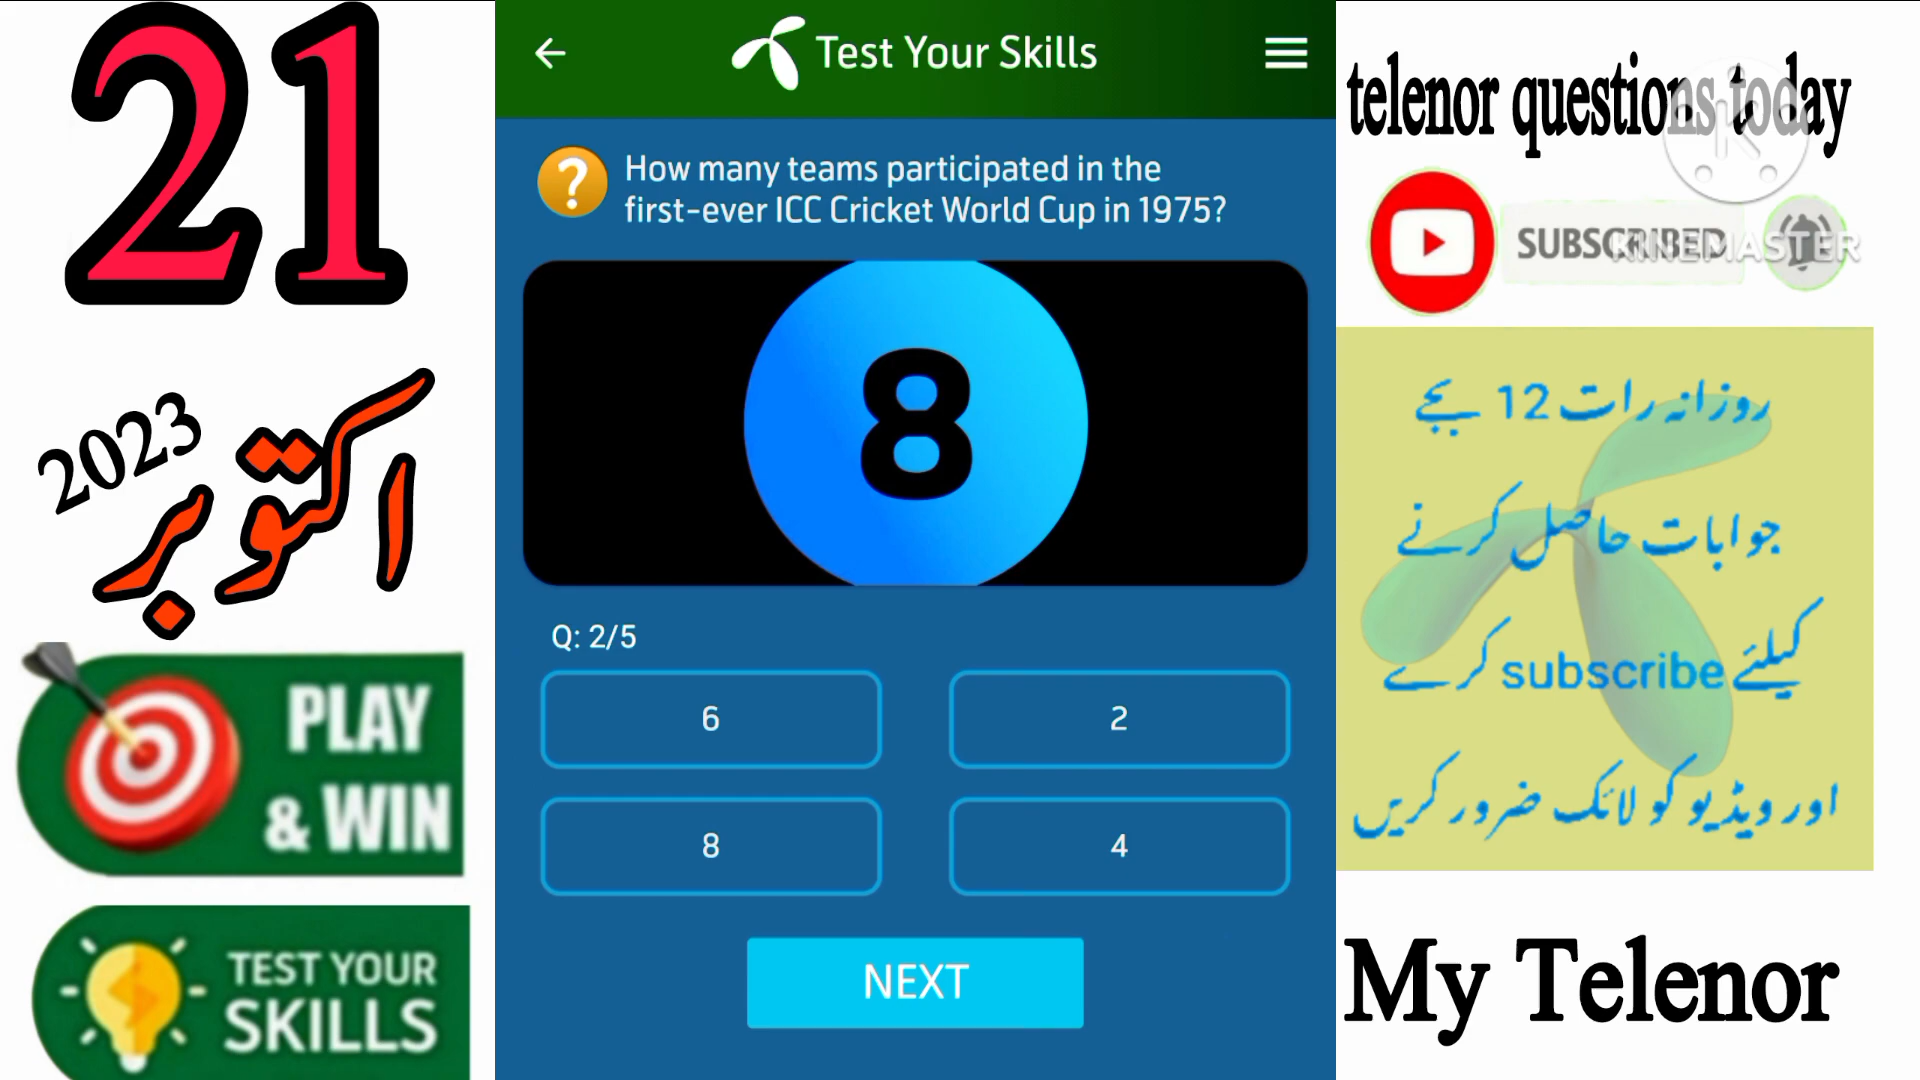 21
2023
اکتوبر
PLAY
& WIN
TEST YOUR
SKILLS
Test Your Skills
How many teams participated in the
first-ever ICC Cricket World Cup in 1975?
8
Q: 2/5
6
2
8
4
NEXT
telenor questions today
SUBSCRIBED
KINEMASTER
روزانہ رات 12 بجے
جوابات حاصل کرنے
کیلئے subscribe کرے
اور ویڈیو کو لائک ضرور کریں
My Telenor